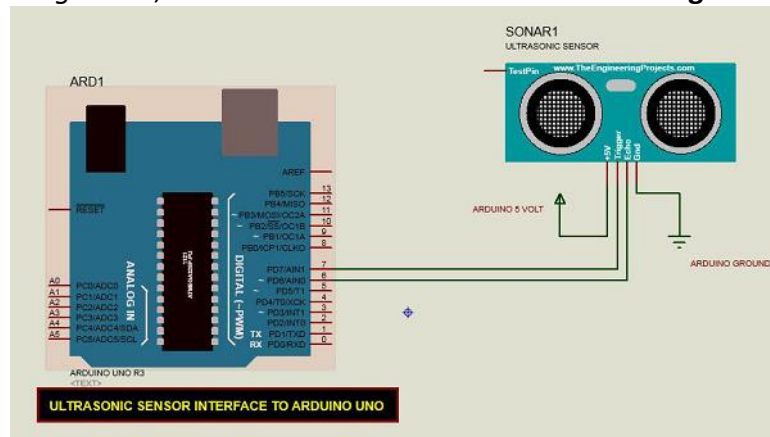 SONAR1
ULTRASONIC SENSOR
TestPin
www.TheEngineeringProjects.com
+5V
Trigger
Echo
Gnd
ARDUINO 5 VOLT
ARDUINO GROUND
ARD1
AREF
RESET
PB5/SCK 13
PB4/MISO 12
~ PB3/MOSI/OC2A 11
~ PB2/SS/OC1B 10
~ PB1/OC1A 9
PB0/ICP1/CLKO 8
PD7/AIN1 7
~ PD6/AIN0 6
~ PD5/T1 5
PD4/T0/XCK 4
~ PD3/INT1 3
PD2/INT0 2
TX PD1/TXD 1
RX PD0/RXD 0
DIGITAL (~PWM)
ANALOG IN
A0 PC0/ADC0
A1 PC1/ADC1
A2 PC2/ADC2
A3 PC3/ADC3
A4 PC4/ADC4/SDA
A5 PC5/ADC5/SCL
ARDUINO UNO R3
<TEXT>
ULTRASONIC SENSOR INTERFACE TO ARDUINO UNO